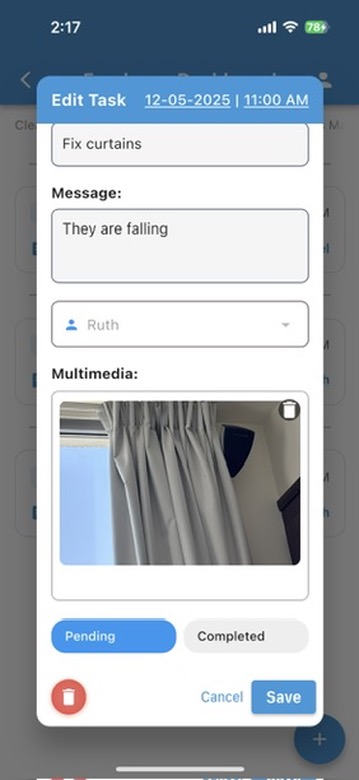 2:17
78
Edit Task 12-05-2025 | 11:00 AM
Fix curtains
Message:
They are falling
Ruth
Multimedia:
Pending Completed
Cancel Save